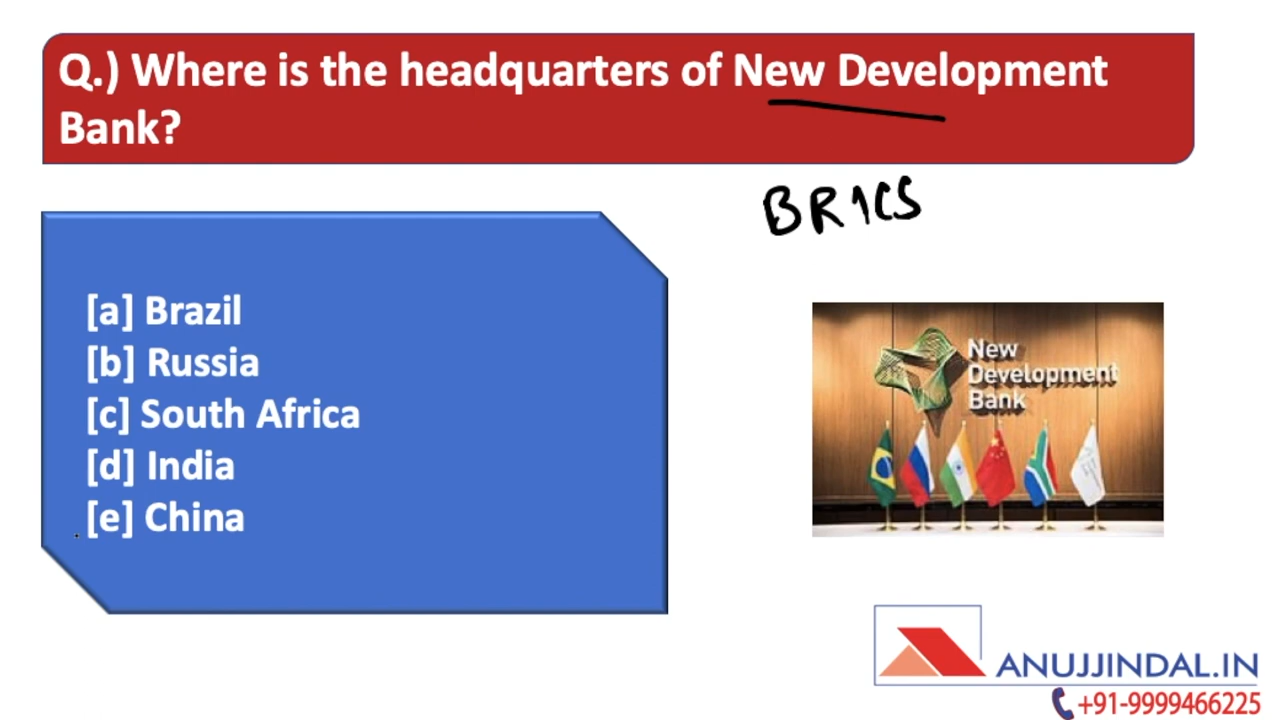 Q.) Where is the headquarters of New Development
Bank?
BRICS
[a] Brazil
[b] Russia
[c] South Africa
[d] India
[e] China
New
Development
Bank
ANUJJINDAL.IN
+91-9999466225